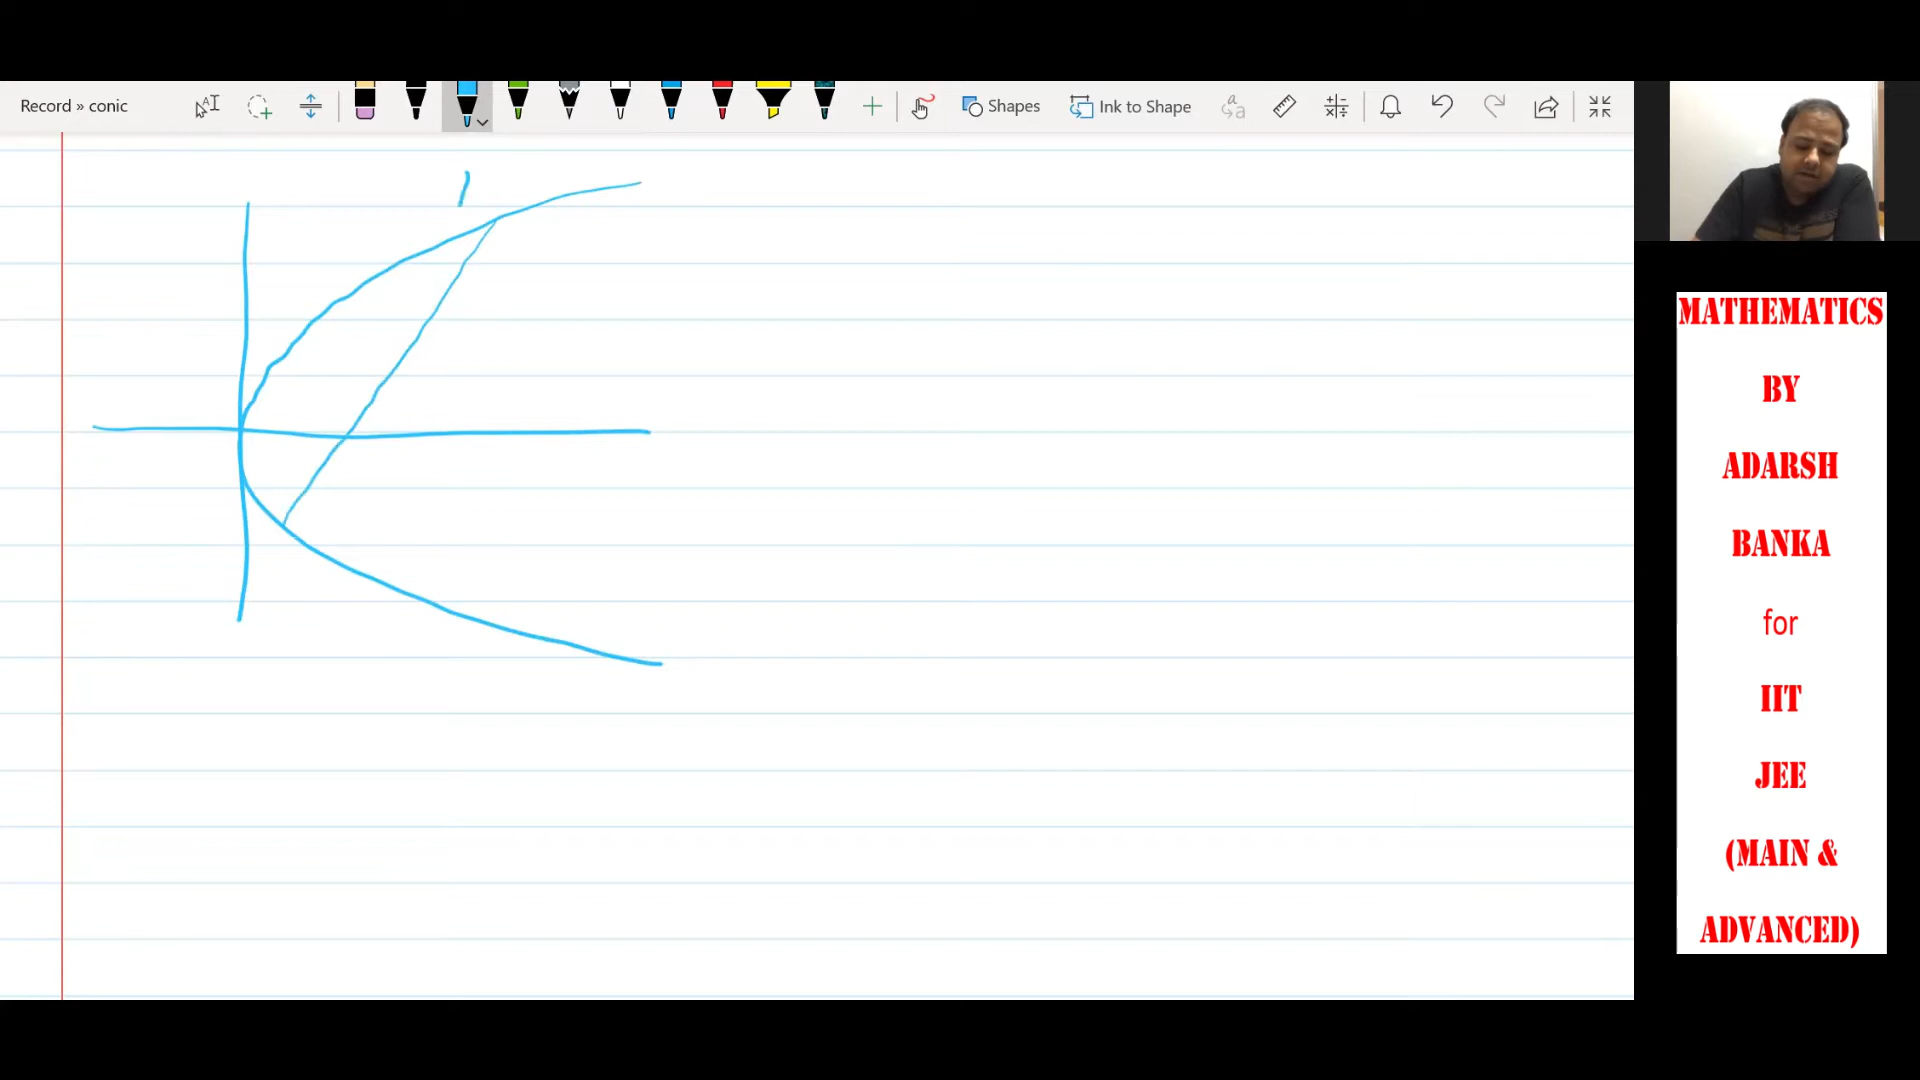 Record » conic
Shapes
Ink to Shape
MATHEMATICS
BY
ADARSH
BANKA
for
IIT
JEE
(MAIN &
ADVANCED)